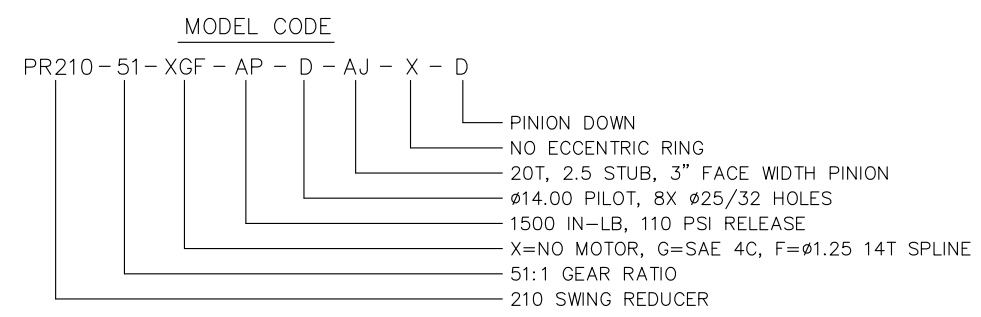 MODEL CODE
PR210-51-XGF-AP-D-AJ-X-D
PINION DOWN
NO ECCENTRIC RING
20T, 2.5 STUB, 3” FACE WIDTH PINION
ø14.00 PILOT, 8X ø25/32 HOLES
1500 IN-LB, 110 PSI RELEASE
X=NO MOTOR, G=SAE 4C, F=ø1.25 14T SPLINE
51:1 GEAR RATIO
210 SWING REDUCER